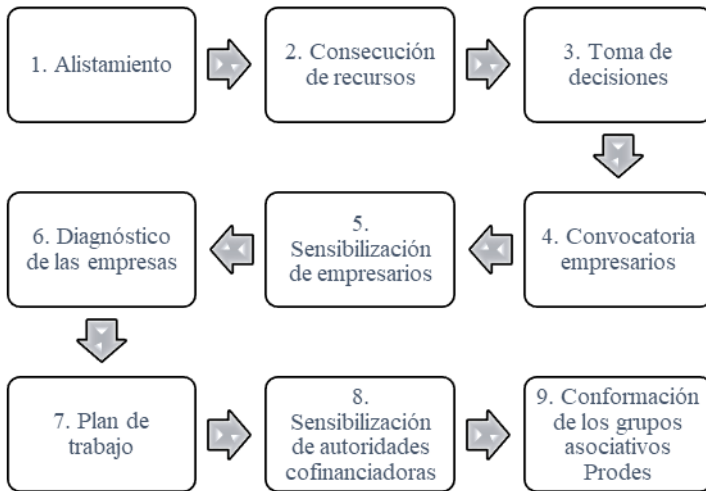 1. Alistamiento
2. Consecución
de recursos
3. Toma de
decisiones
4. Convocatoria
empresarios
5.
Sensibilización
de empresarios
6. Diagnóstico
de las empresas
7. Plan de
trabajo
8.
Sensibilización
de autoridades
cofinanciadoras
9. Conformación
de los grupos
asociativos
Prodes